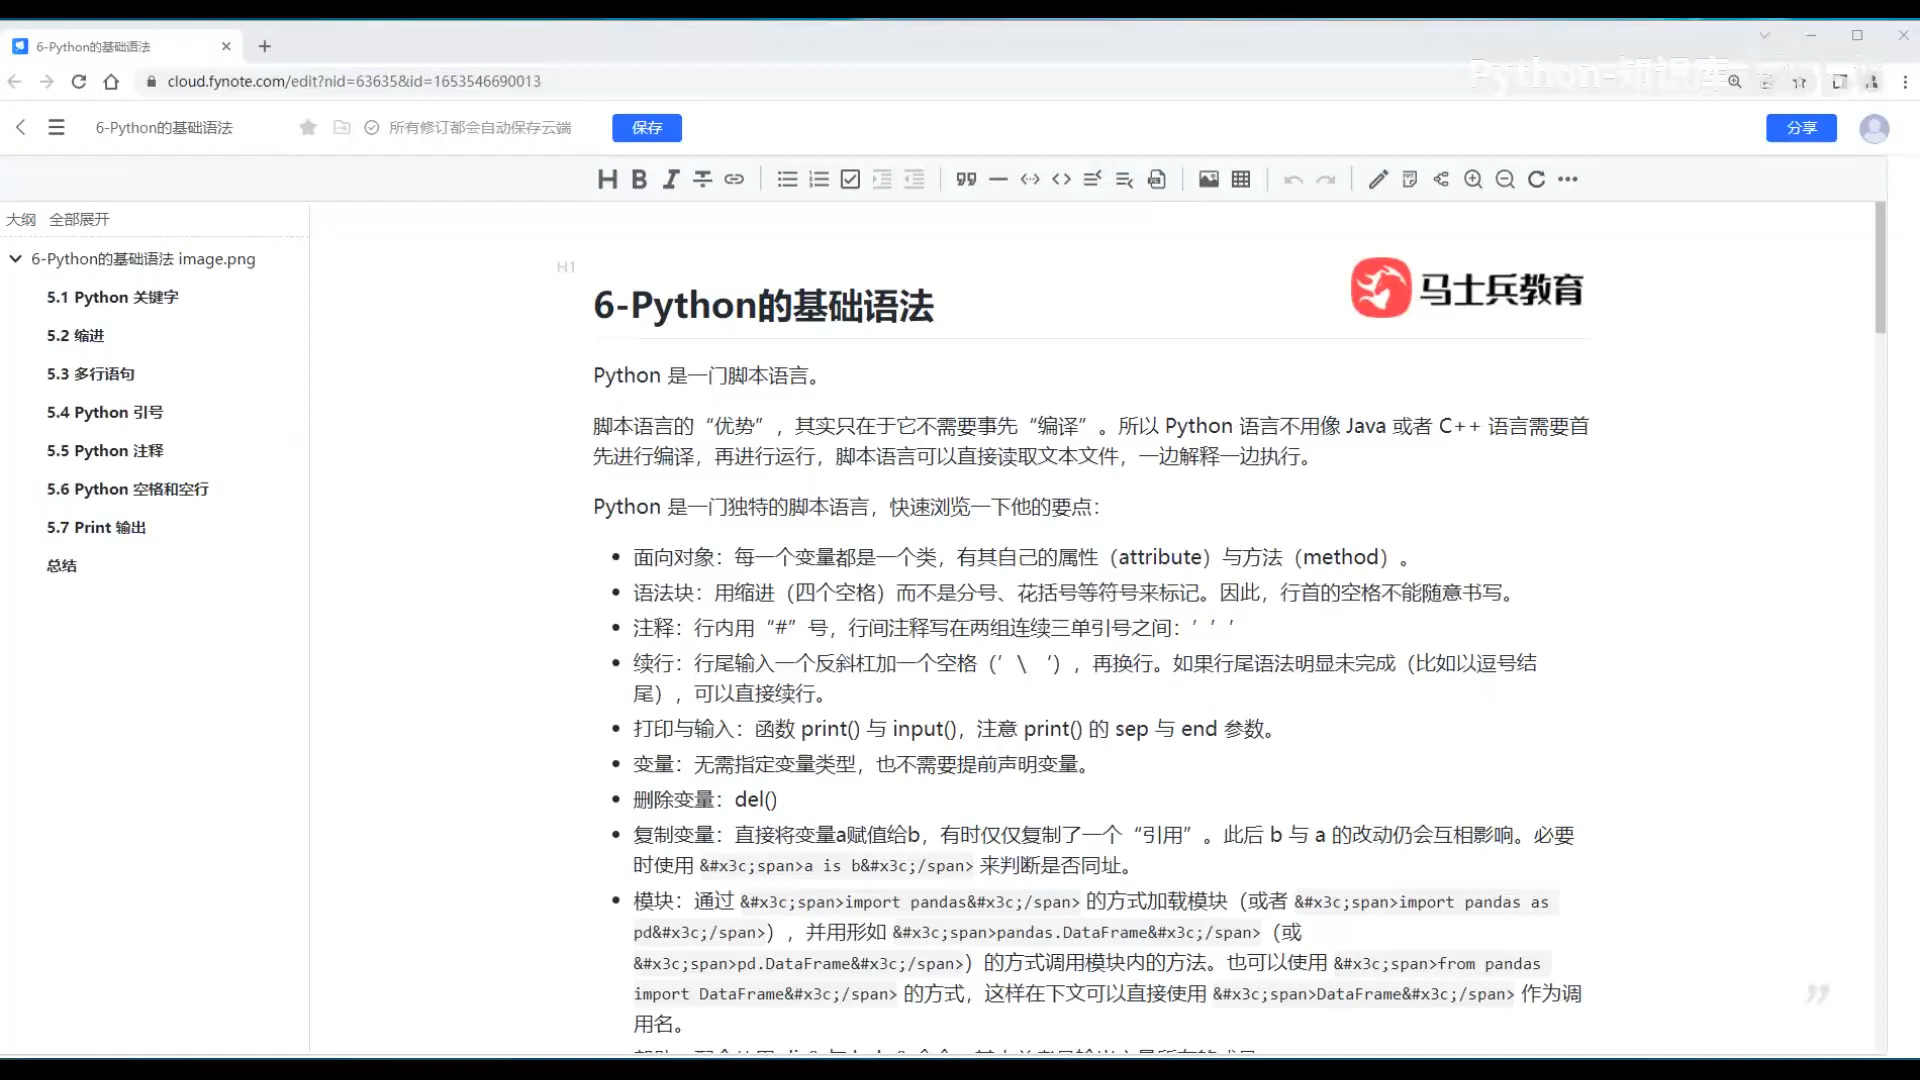 6-Python的基础语法
cloud.fynote.com/edit?nid=63635&id=1653546690013
Python-知识库
6-Python的基础语法
所有修订都会自动保存云端
保存
分享
大纲 全部展开
6-Python的基础语法 image.png
5.1 Python 关键字
5.2 缩进
5.3 多行语句
5.4 Python 引号
5.5 Python 注释
5.6 Python 空格和空行
5.7 Print 输出
总结
H1
马士兵教育
6-Python的基础语法
Python 是一门脚本语言。
脚本语言的“优势”，其实只在于它不需要事先“编译”。所以 Python 语言不用像 Java 或者 C++ 语言需要首
先进行编译，再进行运行，脚本语言可以直接读取文本文件，一边解释一边执行。
Python 是一门独特的脚本语言，快速浏览一下他的要点：
• 面向对象：每一个变量都是一个类，有其自己的属性（attribute）与方法（method）。
• 语法块：用缩进（四个空格）而不是分号、花括号等符号来标记。因此，行首的空格不能随意书写。
• 注释：行内用“#”号，行间注释写在两组连续三单引号之间：’’’
• 续行：行尾输入一个反斜杠加一个空格（’\ ’），再换行。如果行尾语法明显未完成（比如以逗号结
尾），可以直接续行。
• 打印与输入：函数 print() 与 input()，注意 print() 的 sep 与 end 参数。
• 变量：无需指定变量类型，也不需要提前声明变量。
• 删除变量：del()
• 复制变量：直接将变量a赋值给b，有时仅仅复制了一个“引用”。此后 b 与 a 的改动仍会互相影响。必要
时使用 &#x3c;span>a is b&#x3c;/span> 来判断是否同址。
• 模块：通过 &#x3c;span>import pandas&#x3c;/span> 的方式加载模块（或者 &#x3c;span>import pandas as
pd&#x3c;/span>），并用形如 &#x3c;span>pandas.DataFrame&#x3c;/span>（或
&#x3c;span>pd.DataFrame&#x3c;/span>）的方式调用模块内的方法。也可以使用 &#x3c;span>from pandas
import DataFrame&#x3c;/span> 的方式，这样在下文可以直接使用 &#x3c;span>DataFrame&#x3c;/span> 作为调
用名。